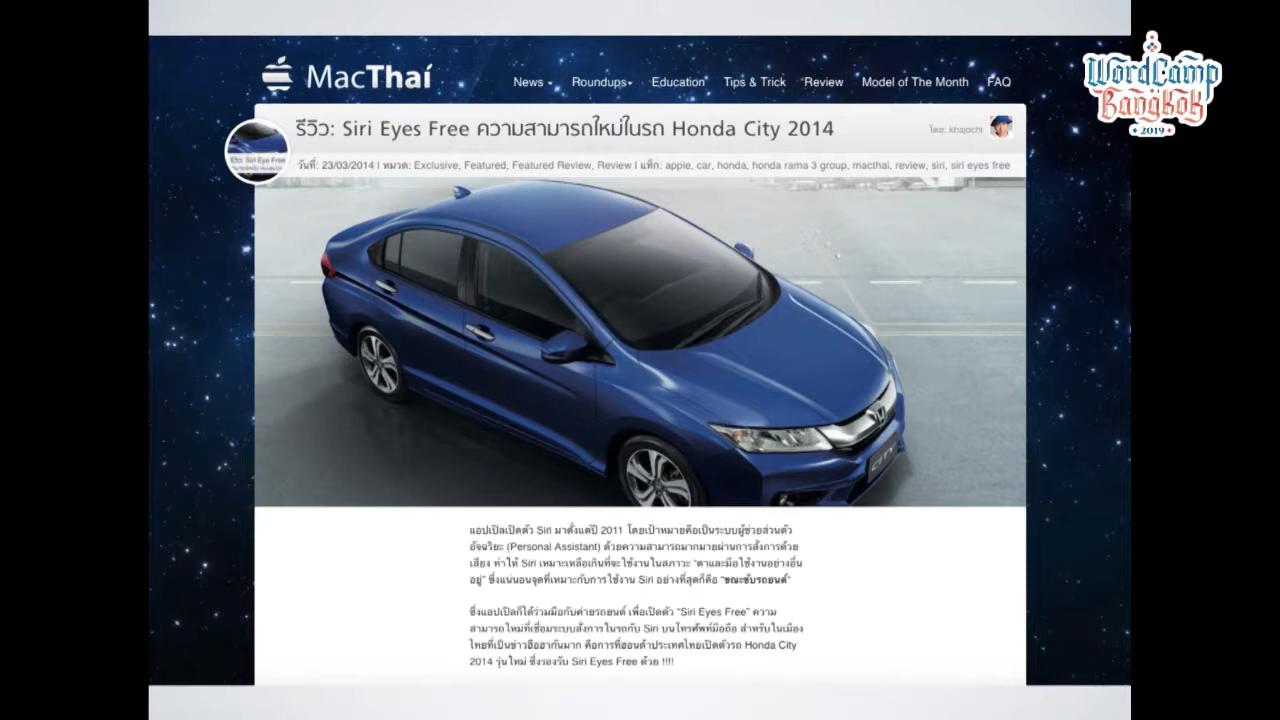 MacThaí
News
Roundups
Education
Tips & Trick
Review
Model of The Month
FAQ
WordCamp
Bangkok
• 2019 •
รีวิว: Siri Eyes Free ความสามารถใหม่ในรถ Honda City 2014
โดย: khajochi
รีวิว: Siri Eye Free
วันที่: 23/03/2014 | หมวด: Exclusive, Featured, Featured Review, Review | แท็ก: apple, car, honda, honda rama 3 group, macthai, review, siri, siri eyes free
CITY
แอปเปิลเปิดตัว Siri มาตั้งแต่ปี 2011 โดยเป้าหมายคือเป็นระบบผู้ช่วยส่วนตัว
อัจฉริยะ (Personal Assistant) ด้วยความสามารถมากมายผ่านการสั่งการด้วย
เสียง ทำให้ Siri เหมาะเหลือเกินที่จะใช้งานในสภาวะ "ตาและมือใช้งานอย่างอื่น
อยู่" ซึ่งแน่นอนจุดที่เหมาะกับการใช้งาน Siri อย่างที่สุดก็คือ "ขณะขับรถยนต์"
ซึ่งแอปเปิลก็ได้ร่วมมือกับค่ายรถยนต์ เพื่อเปิดตัว "Siri Eyes Free" ความ
สามารถใหม่ที่เชื่อมระบบสั่งการในรถกับ Siri บนโทรศัพท์มือถือ สำหรับในเมือง
ไทยที่เป็นข่าวฮือฮากันมาก คือการที่ฮอนด้าประเทศไทยเปิดตัวรถ Honda City
2014 รุ่นใหม่ ซึ่งรองรับ Siri Eyes Free ด้วย !!!!